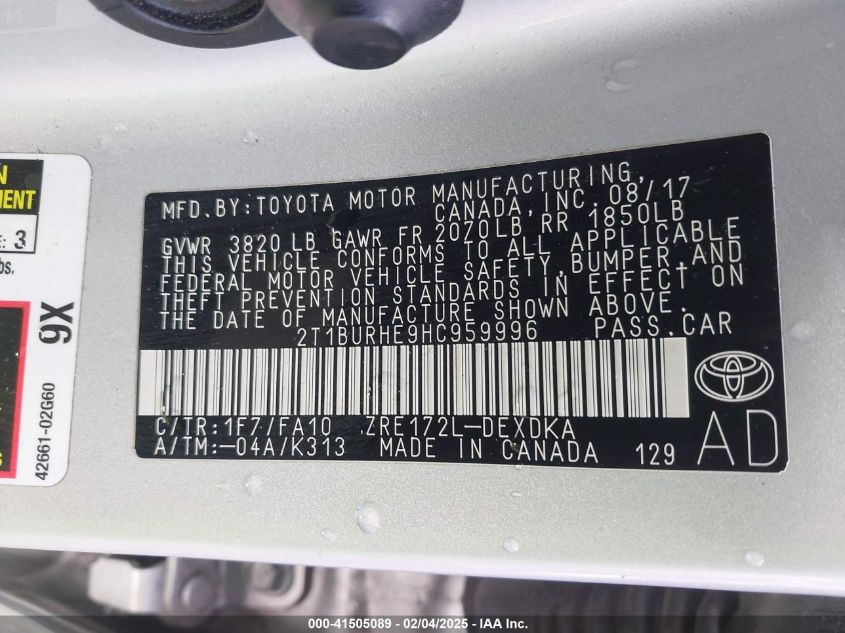 N
EMENT
E: 3
bs.
9X
42661-02G60
S
MFD. BY: TOYOTA MOTOR MANUFACTURING,
CANADA, INC. 08/17
GVWR 3820 LB GAWR FR 2070LB RR 1850LB
THIS VEHICLE CONFORMS TO ALL APPLICABLE
FEDERAL MOTOR VEHICLE SAFETY, BUMPER, AND
THEFT PREVENTION STANDARDS IN EFFECT ON
THE DATE OF MANUFACTURE SHOWN ABOVE.
2T1BURHE9HC959996 PASS. CAR
C/TR: 1F7/FA10 ZRE172L-DEXDKA
A/TM:-04A/K313 MADE IN CANADA 129
AD
000-41505089 - 02/04/2025 - IAA Inc.